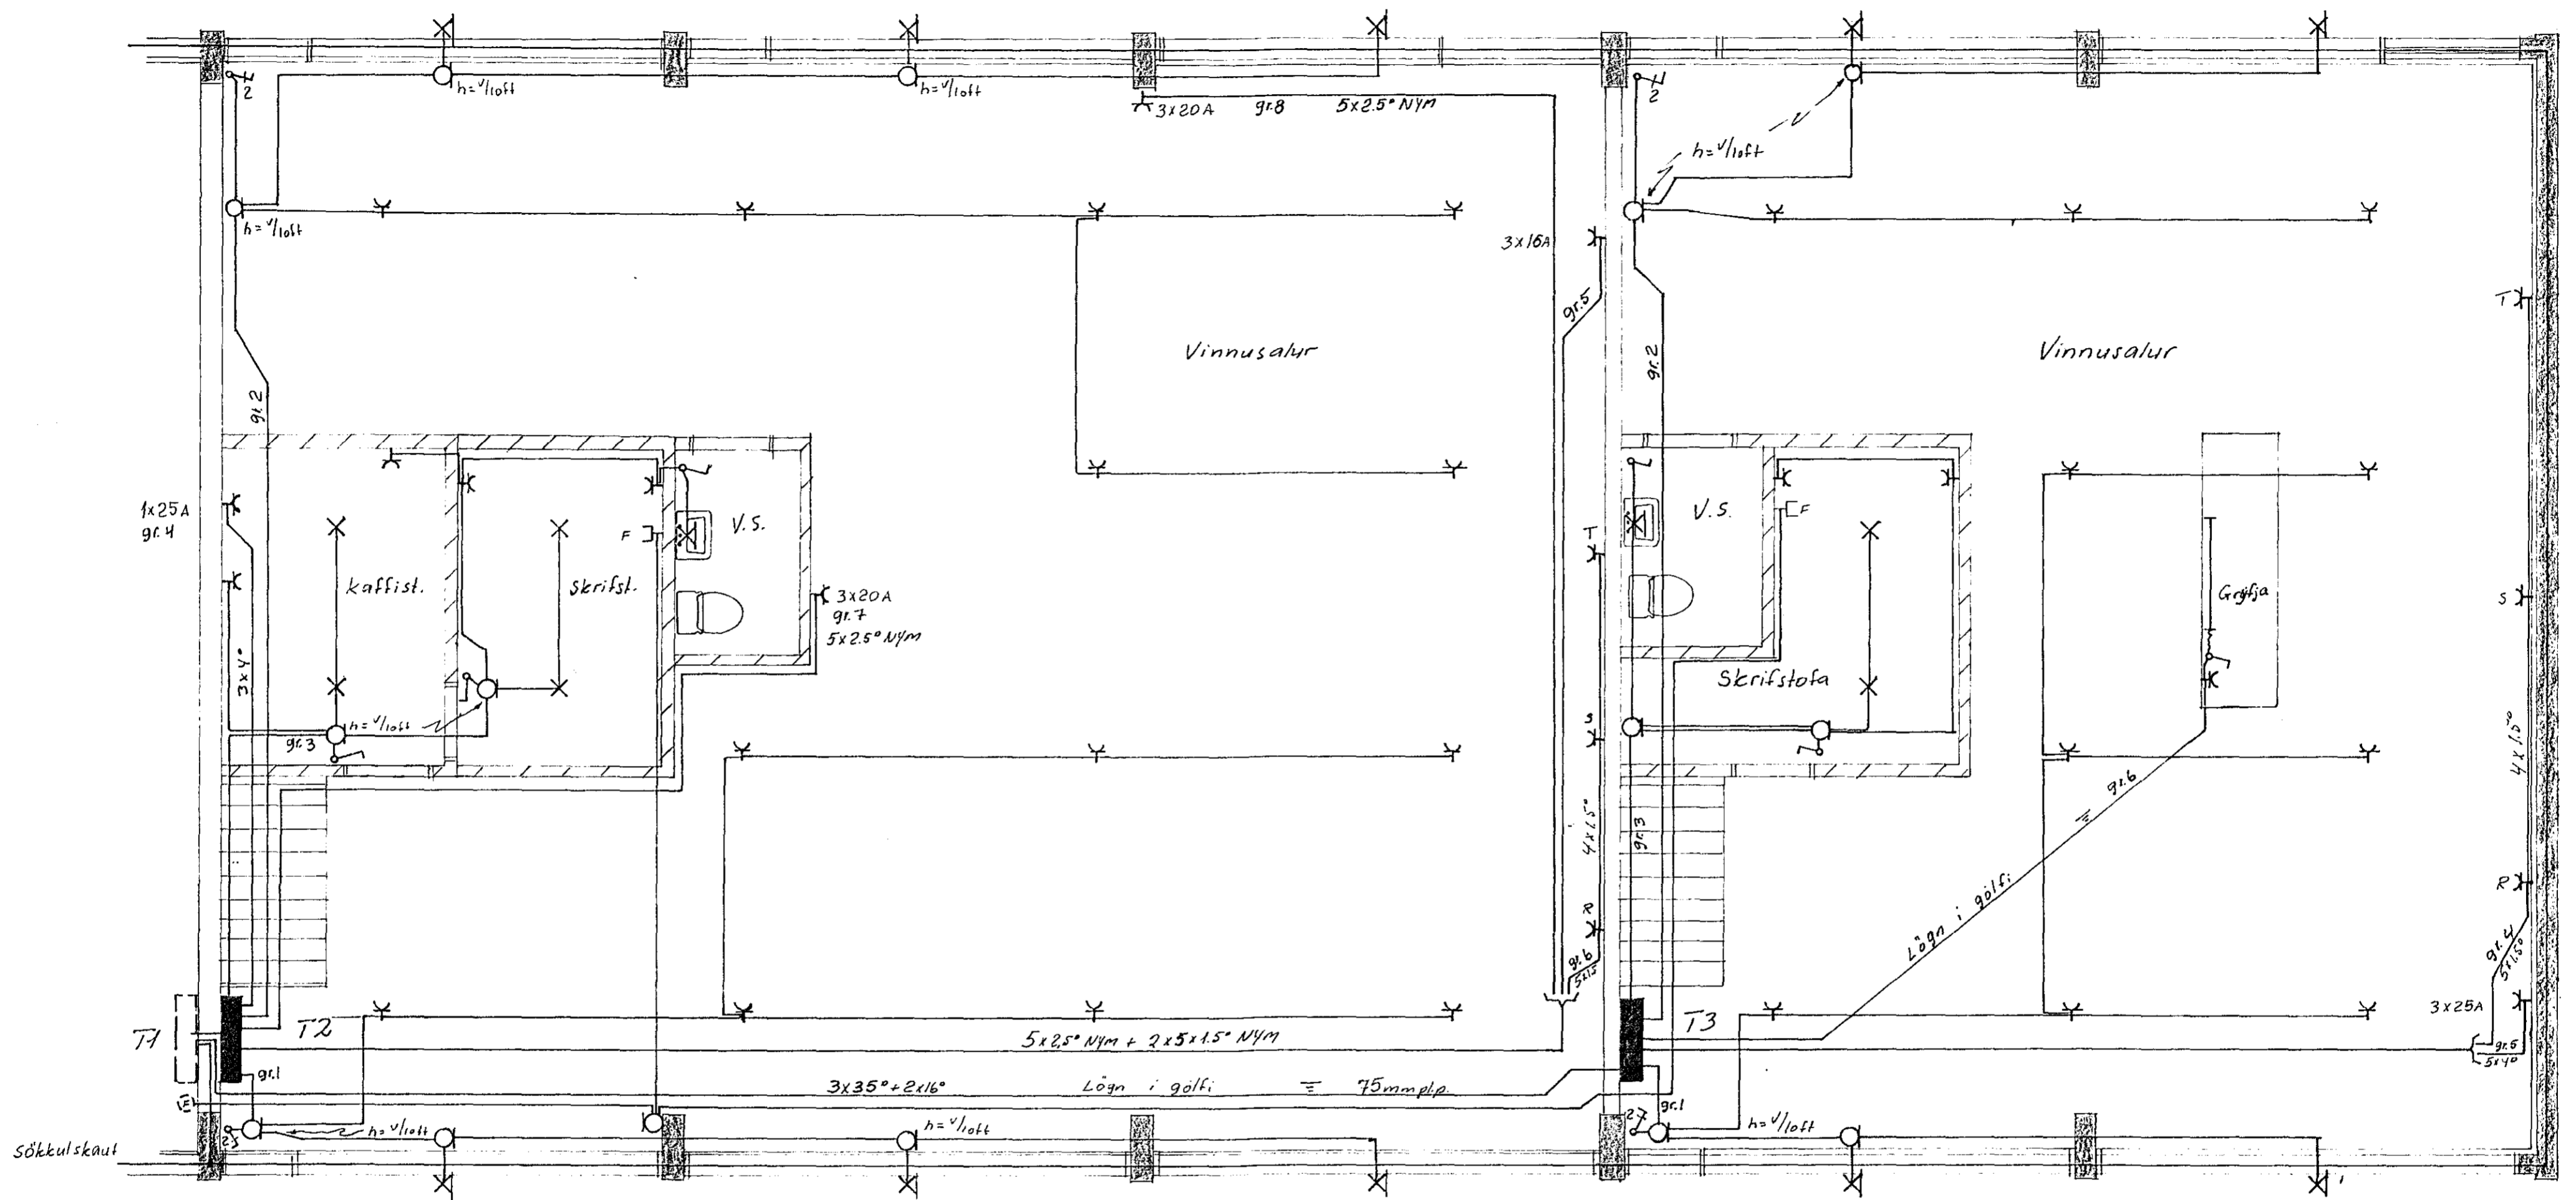 2
h=v/loft
h=v/loft
3x20A gr.8 5x2.5° NYM
2
h=v/loft
h=v/loft
3x16A
gr.5
gr.2
T
Vinnusalur
Vinnusalur
gr.2
1x25A
gr.4
F
V.S.
T
V.S.
F
kaffist.
Skrifst.
3x20A
gr.7
5x2.5° NYM
S
Gryfja
3x4°
Skrifstofa
h=v/loft
gr.3
S
4x1.5°
gr.6
4x1.5°
gr.3
R
Lögn i gólfi
R
gr.6
5x1.5
gr.4
5x1.5°
3x25A
T1
T2
5x2,5° NYM + 2x5x1.5° NYM
T3
gr.5
5x4°
gr.1
3x35°+2x16° Lögn i gólfi 75mm pl.p.
E
gr.1
2
h=v/loft
h=v/loft
2
h=v/loft
Sökkulskaut